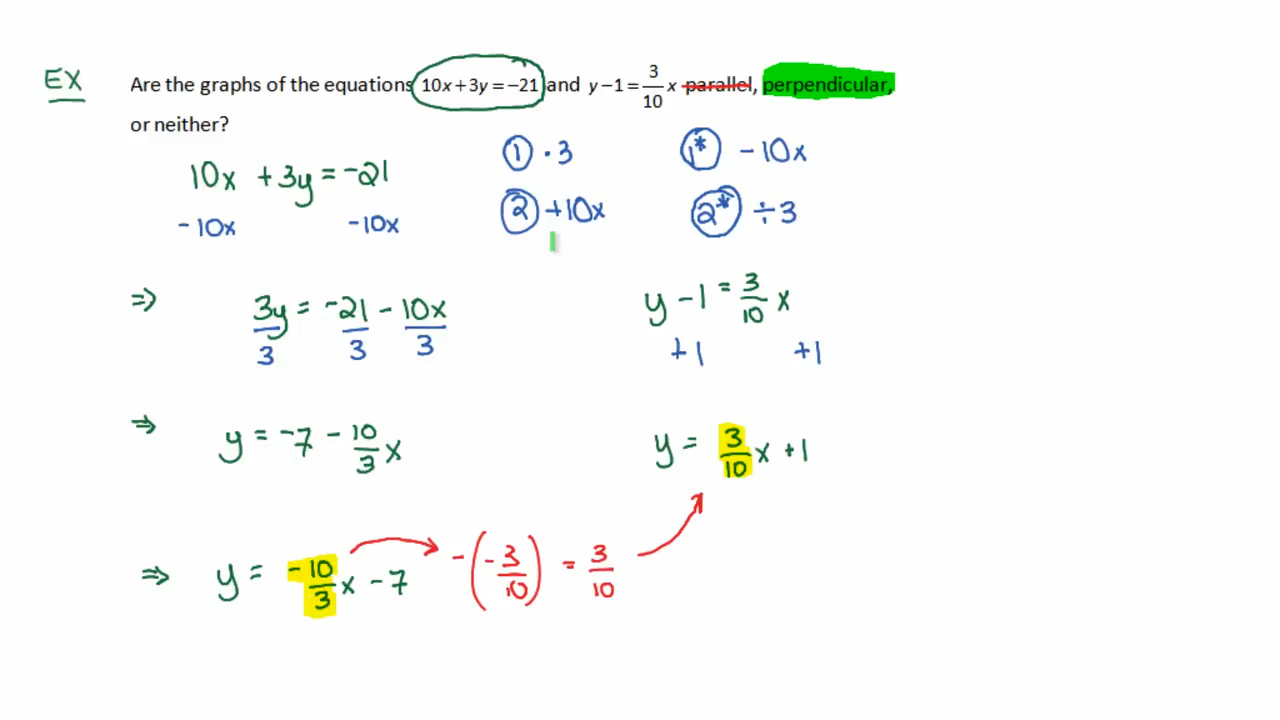 EX Are the graphs of the equations 10x+3y=−21 and y−1=3/10 x parallel, perpendicular,
or neither?
10x + 3y = -21
-10x -10x
① · 3
② +10x
1* -10x
2* ÷3
⇒ 3y = -21 - 10x
3 3 3
y - 1 = 3/10 x
+1 +1
⇒ y = -7 - 10/3 x
y = 3/10 x + 1
⇒ y = -10/3 x - 7
-(-3/10) = 3/10